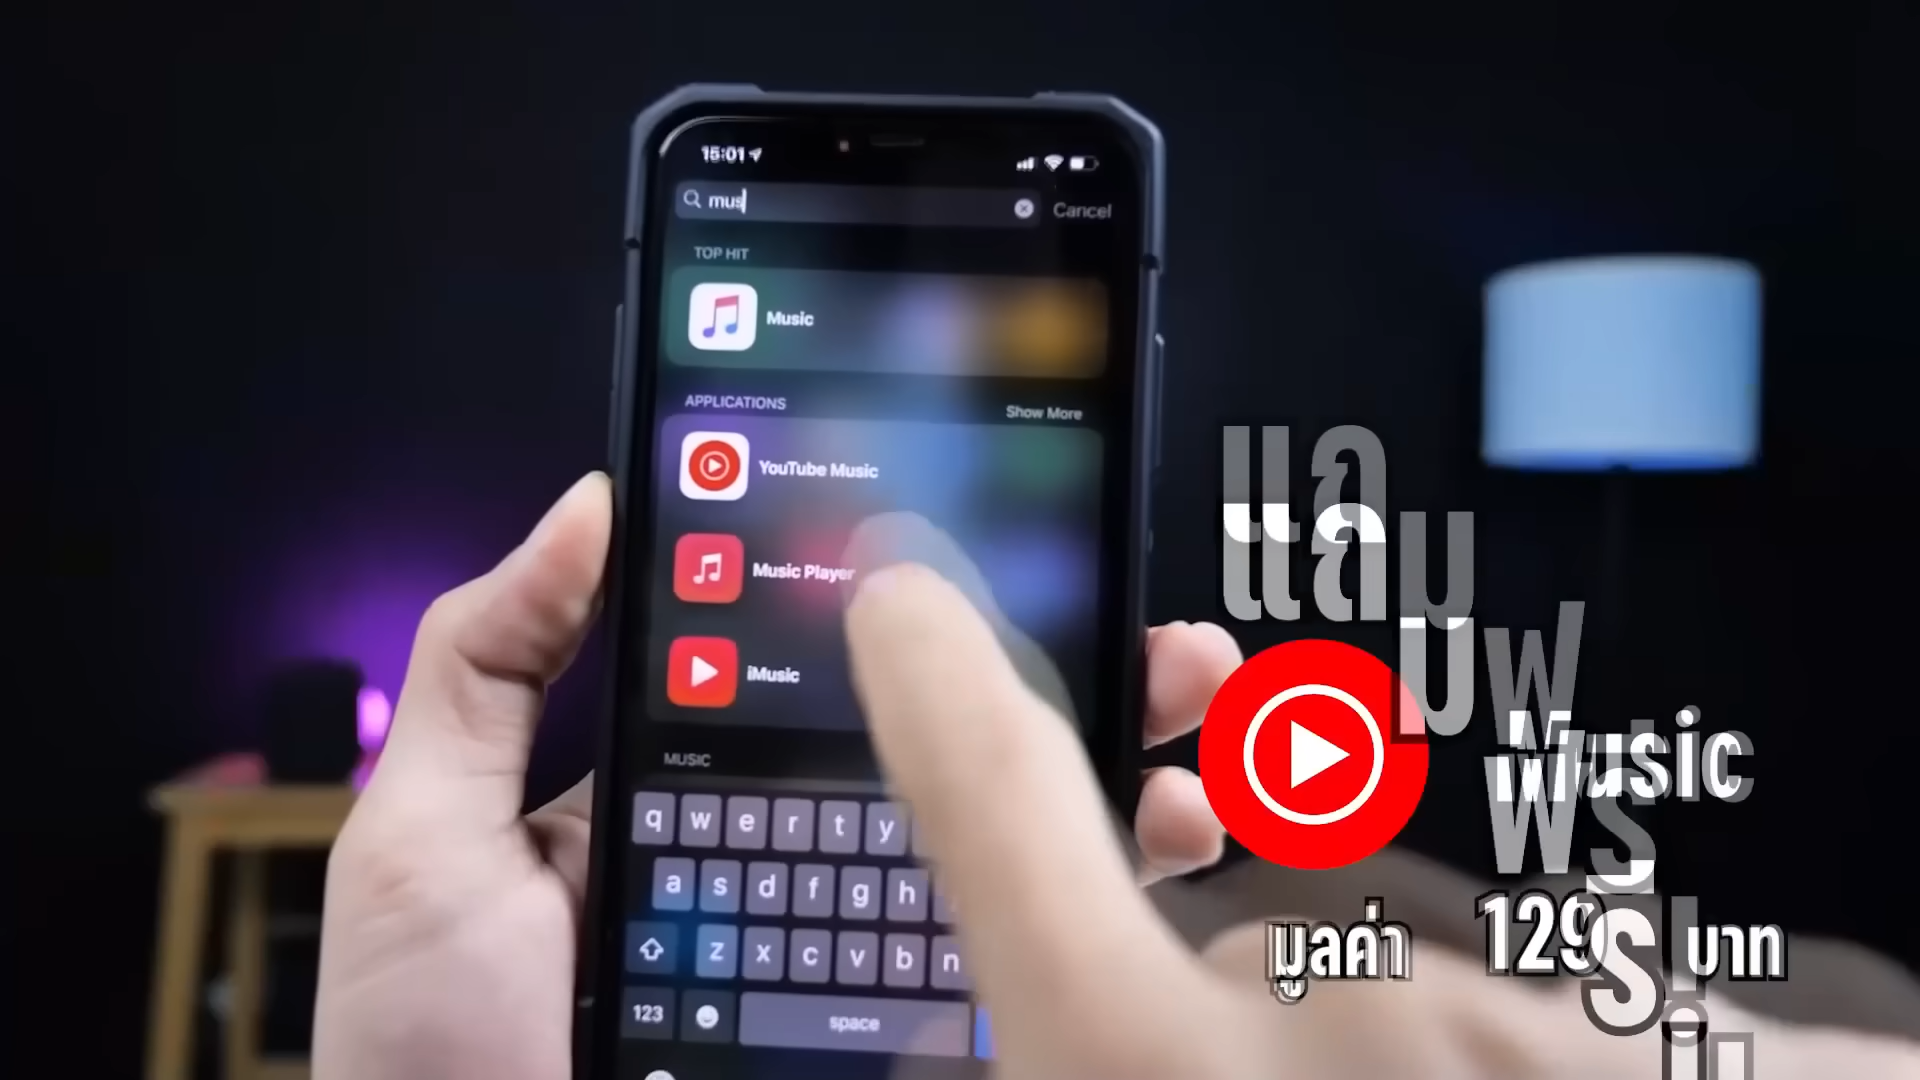 15:01
mus
Cancel
TOP HIT
Music
APPLICATIONS
Show More
YouTube Music
Music Player
iMusic
MUSIC
q w e r t y
a s d f g h
z x c v b n
123
space
แถมฟรี!
Music
มูลค่า 129 บาท